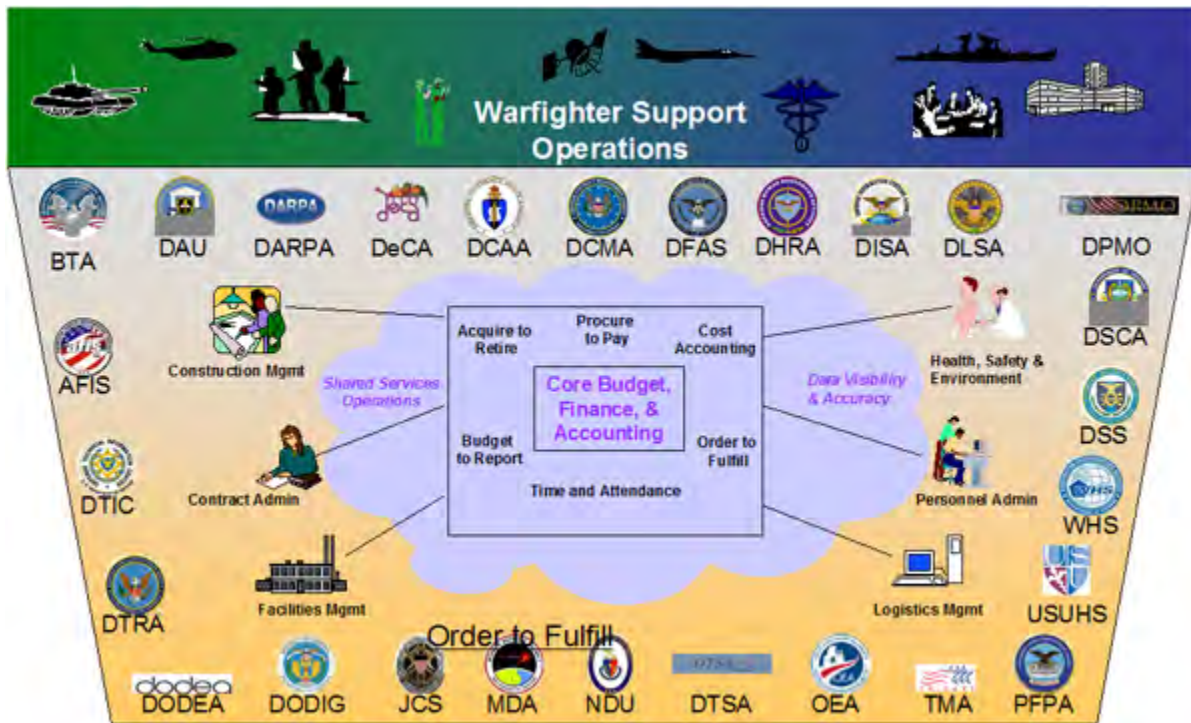 Warfighter Support
Operations
BTA
DAU
DARPA
DARPA
DeCA
DCAA
DCMA
DFAS
DHRA
DISA
DLSA
DPMO
DSCA
AFIS
DSS
DTIC
WHS
WHS
DTRA
USUHS
Construction Mgmt
Contract Admin
Facilities Mgmt
Shared Services
Operations
Acquire to
Retire
Procure
to Pay
Cost
Accounting
Core Budget,
Finance, &
Accounting
Budget
to Report
Order to
Fulfill
Time and Attendance
Data Visibility
& Accuracy
Health, Safety &
Environment
Personnel Admin
Logistics Mgmt
Order to Fulfill
dodea
DODEA
DODIG
JCS
MDA
NDU
DTSA
OEA
TMA
PFPA